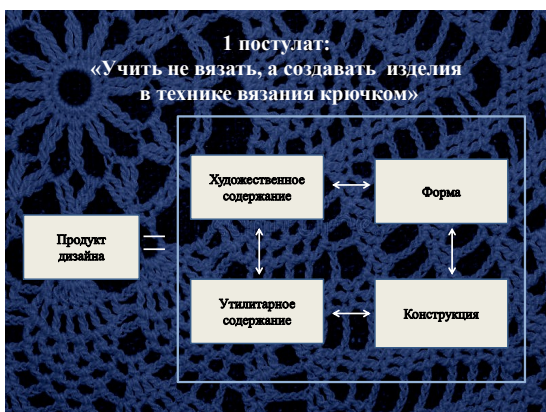 1 постулат:
«Учить не вязать, а создавать изделия
в технике вязания крючком»
Художественное
содержание
Форма
Продукт
дизайна
=
Утилитарное
содержание
Конструкция